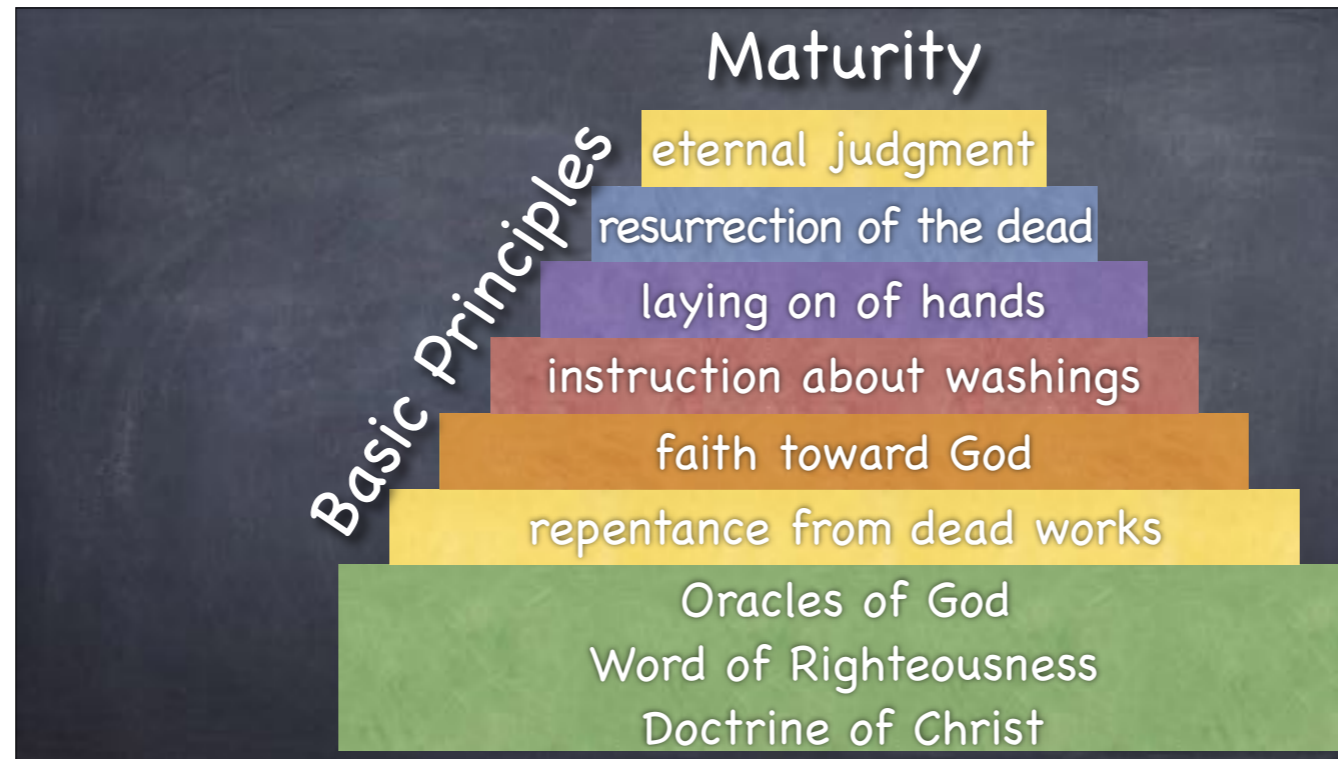 Maturity
Basic Principles
eternal judgment
resurrection of the dead
laying on of hands
instruction about washings
faith toward God
repentance from dead works
Oracles of God
Word of Righteousness
Doctrine of Christ